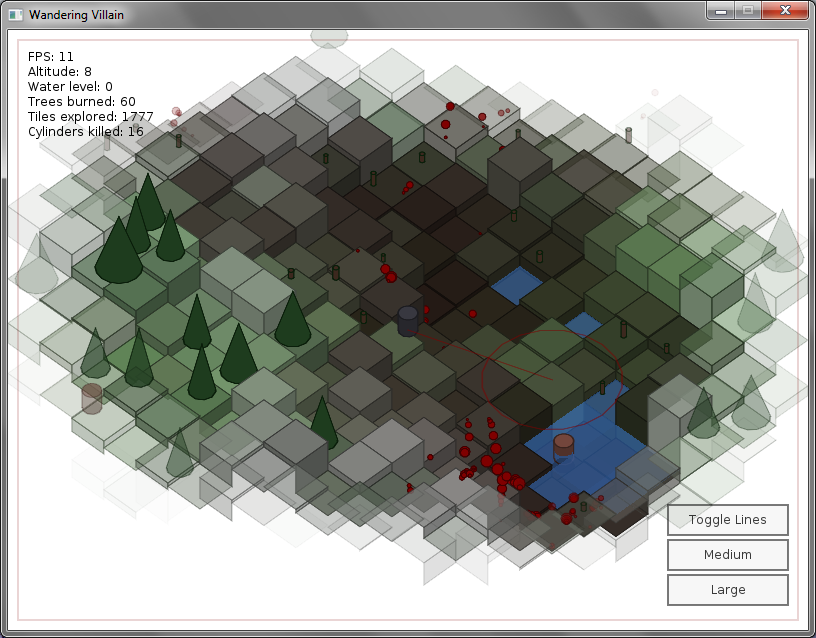 Wandering Villain
FPS: 11
Altitude: 8
Water level: 0
Trees burned: 60
Tiles explored: 1777
Cylinders killed: 16
Toggle Lines
Medium
Large